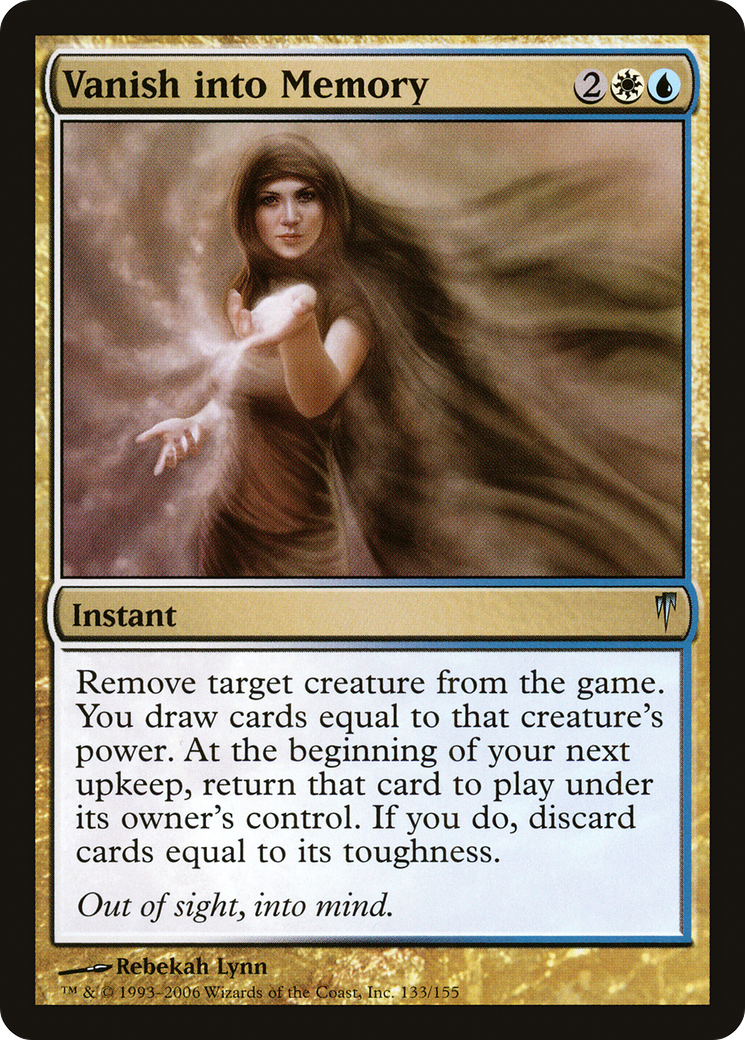 Vanish into Memory 2
Instant
Remove target creature from the game.
You draw cards equal to that creature's
power. At the beginning of your next
upkeep, return that card to play under
its owner's control. If you do, discard
cards equal to its toughness.
Out of sight, into mind.
Rebekah Lynn
™ & © 1993–2006 Wizards of the Coast, Inc. 133/155